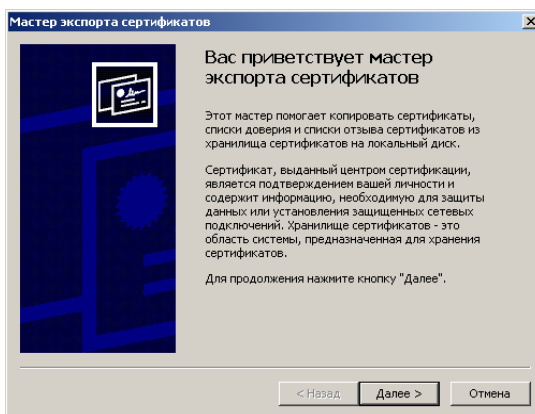 Мастер экспорта сертификатов
Вас приветствует мастер
экспорта сертификатов
Этот мастер помогает копировать сертификаты,
списки доверия и списки отзыва сертификатов из
хранилища сертификатов на локальный диск.
Сертификат, выданный центром сертификации,
является подтверждением вашей личности и
содержит информацию, необходимую для защиты
данных или установления защищенных сетевых
подключений. Хранилище сертификатов - это
область системы, предназначенная для хранения
сертификатов.
Для продолжения нажмите кнопку "Далее".
< Назад Далее > Отмена